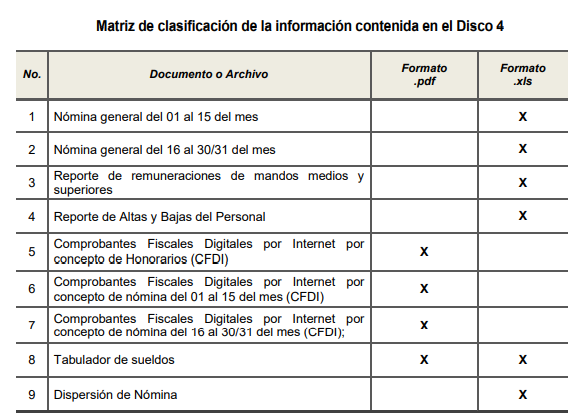 Matriz de clasificación de la información contenida en el Disco 4
No. Documento o Archivo Formato .pdf Formato .xls
1 Nómina general del 01 al 15 del mes X
2 Nómina general del 16 al 30/31 del mes X
3 Reporte de remuneraciones de mandos medios y
superiores X
4 Reporte de Altas y Bajas del Personal X
5 Comprobantes Fiscales Digitales por Internet por
concepto de Honorarios (CFDI) X
6 Comprobantes Fiscales Digitales por Internet por
concepto de nómina del 01 al 15 del mes (CFDI) X
7 Comprobantes Fiscales Digitales por Internet por
concepto de nómina del 16 al 30/31 del mes (CFDI); X
8 Tabulador de sueldos X X
9 Dispersión de Nómina X